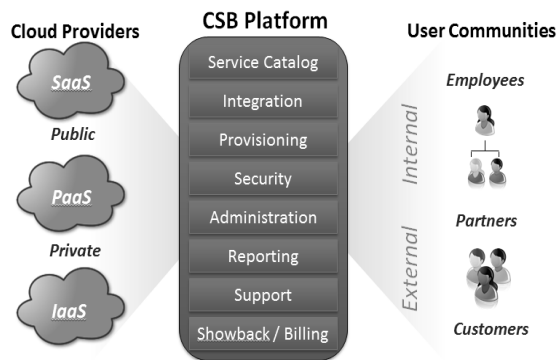 Cloud Providers
SaaS
Public
PaaS
Private
IaaS
CSB Platform
Service Catalog
Integration
Provisioning
Security
Administration
Reporting
Support
Showback / Billing
User Communities
Employees
Internal
Partners
External
Customers